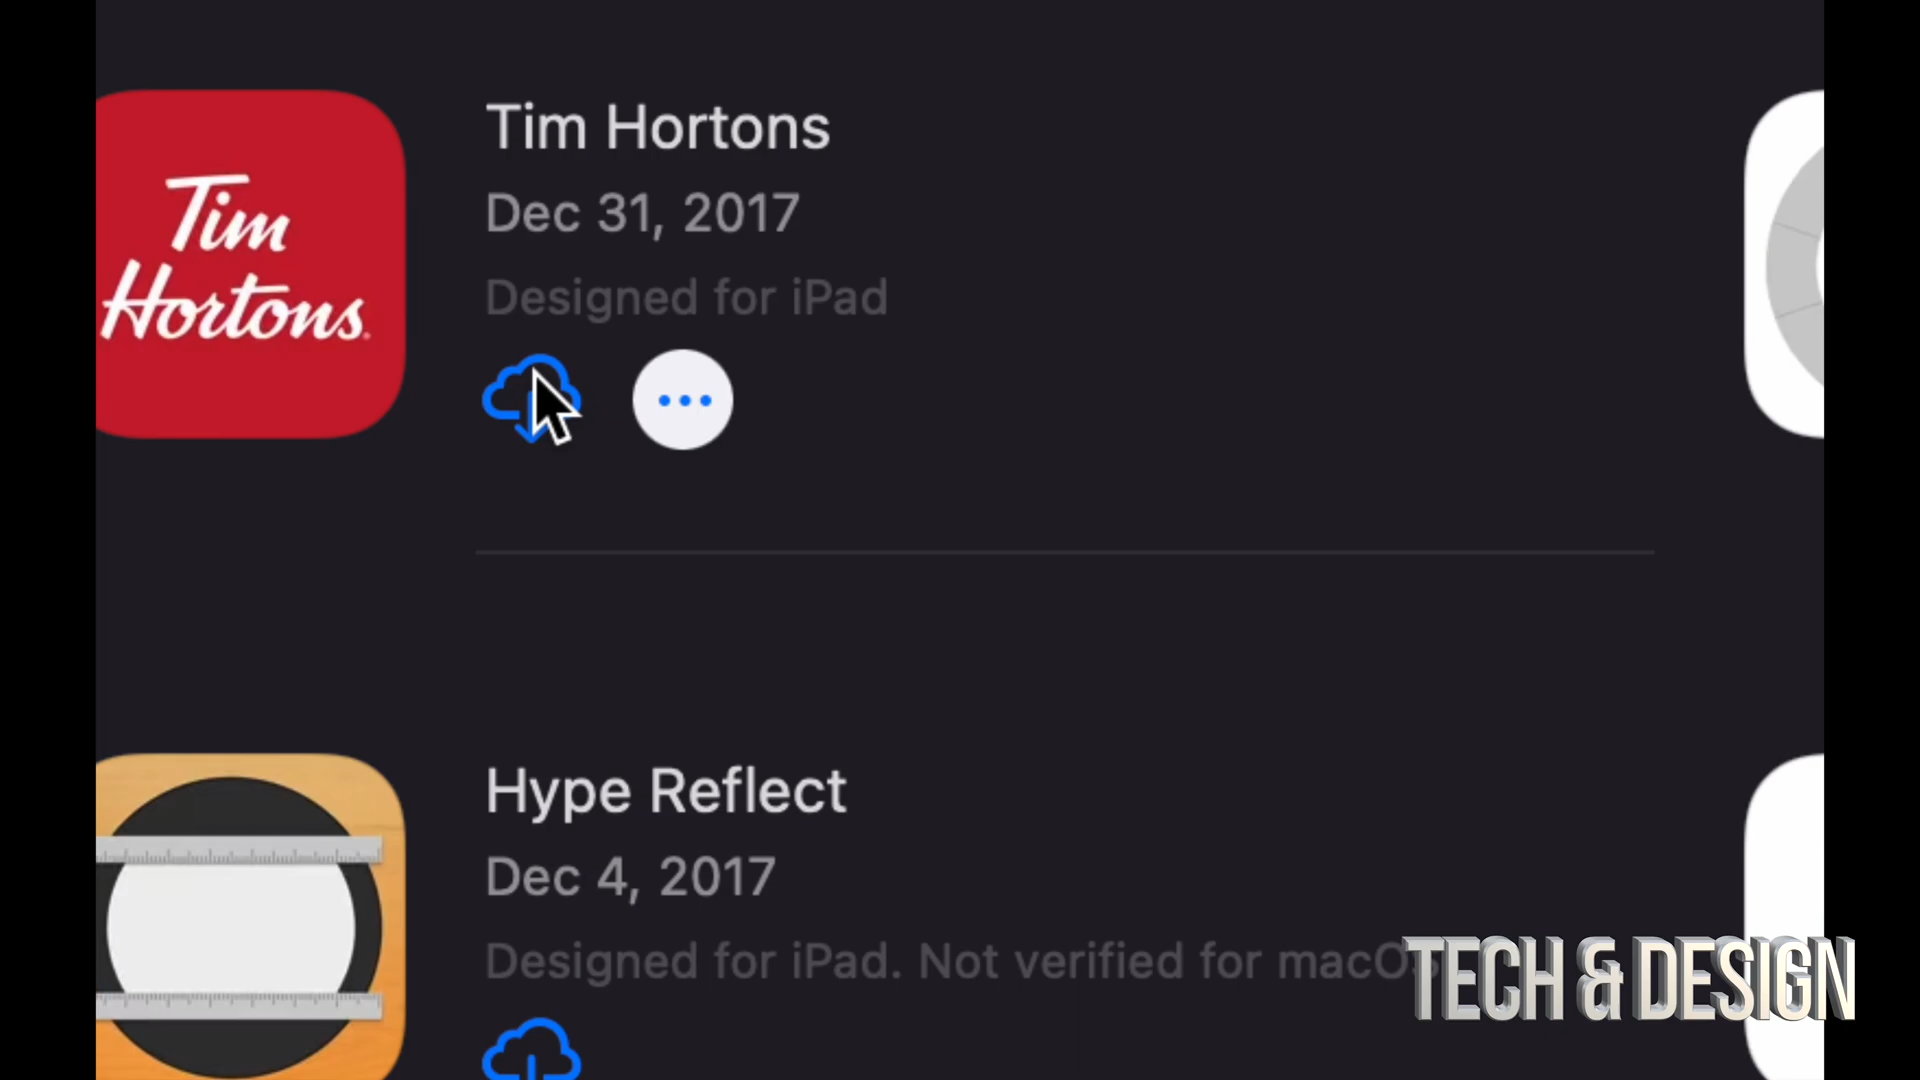 Tim
Hortons.
Tim Hortons
Dec 31, 2017
Designed for iPad
Hype Reflect
Dec 4, 2017
Designed for iPad. Not verified for macOS
TECH & DESIGN